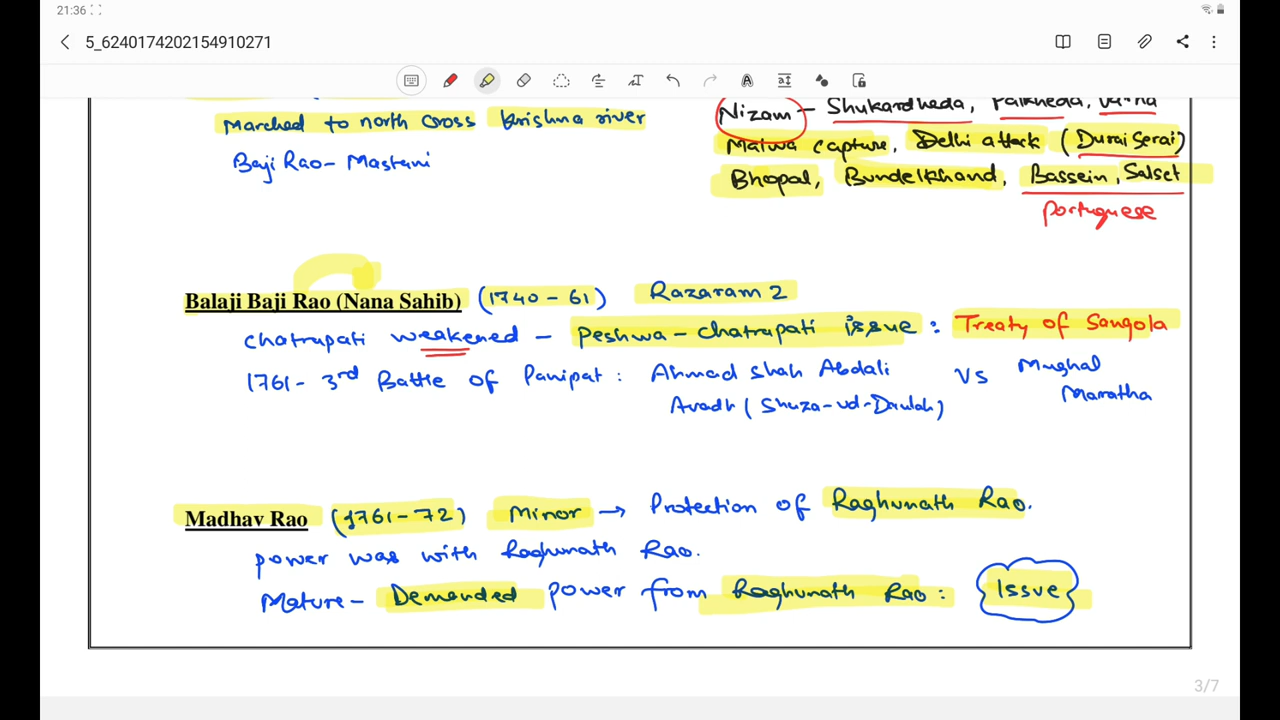 21:36
5_6240174202154910271
Marched to north cross Krishna river
Baji Rao - Mastani
Nizam - Shukardheda, Palkheda,
Malwa capture, Delhi attack (Durai Serai)
Bhopal, Bundelkhand, Bassein, Salset
Portuguese
Balaji Baji Rao (Nana Sahib) (1740-61) Razaram 2
Chatrapati weakened - Peshwa-chatrapati issue : Treaty of Sangola
1761- 3rd Battle of Panipat : Ahmad Shah Abdali vs Mughal
Avadh (Shuza-ud-Daulah) Maratha
Madhav Rao (1761-72) Minor → Protection of Raghunath Rao.
power was with Raghunath Rao.
Mature - Demanded power from Raghunath Rao : Issue
3/7